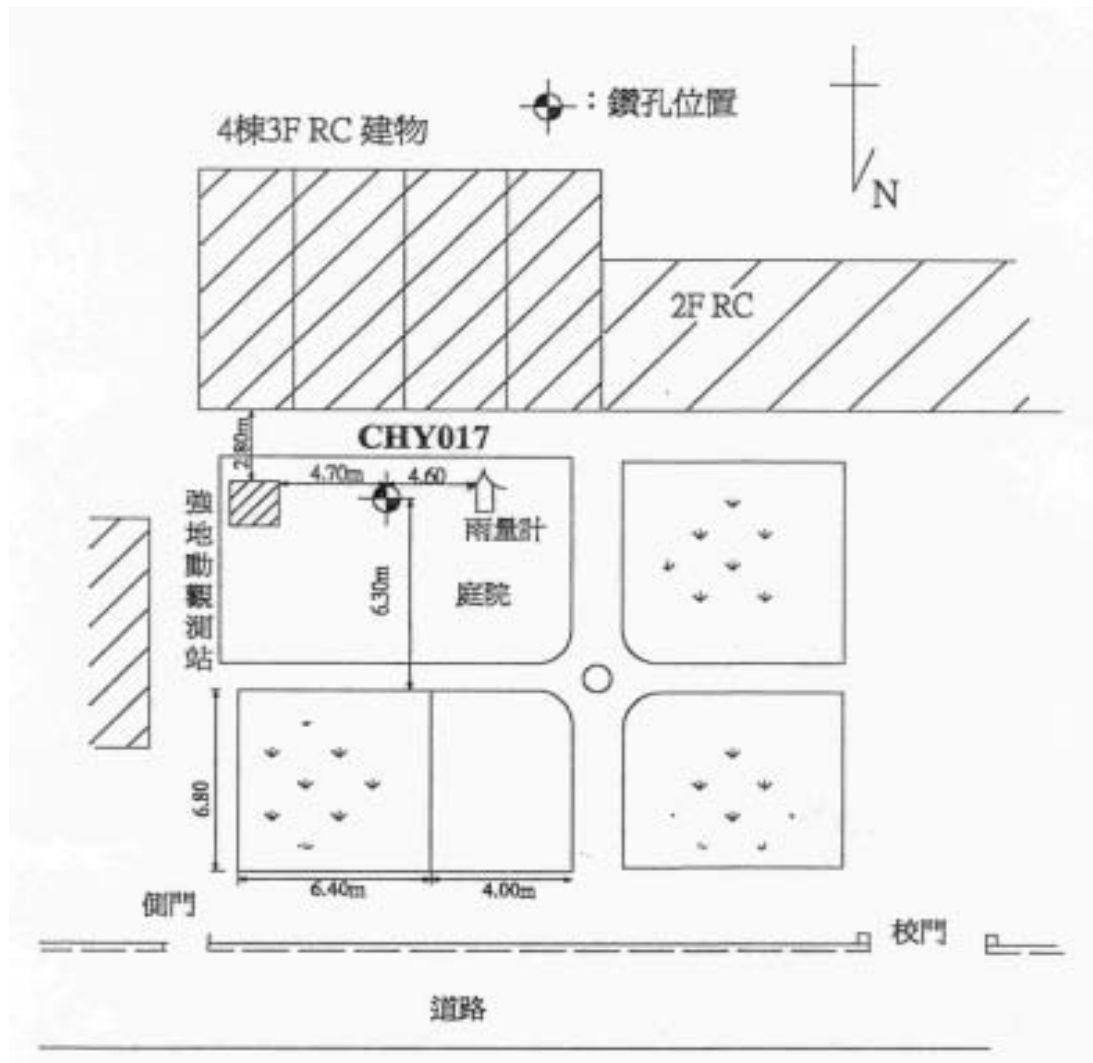 ：鑽孔位置
4棟3F RC 建物
N
2F RC
CHY017
2.80m
4.70m
4.60
雨量計
強地動觀測站
6.30m
庭院
6.80
6.40m
4.00m
側門
校門
道路